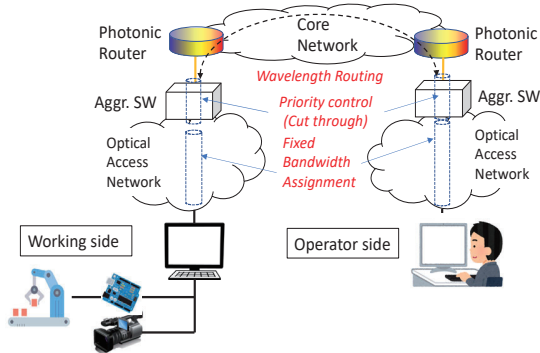 Photonic
Router
Core
Network
Photonic
Router
Wavelength Routing
Aggr. SW
Priority control
(Cut through)
Aggr. SW
Optical
Access
Network
Fixed
Bandwidth
Assignment
Optical
Access
Network
Working side
Operator side